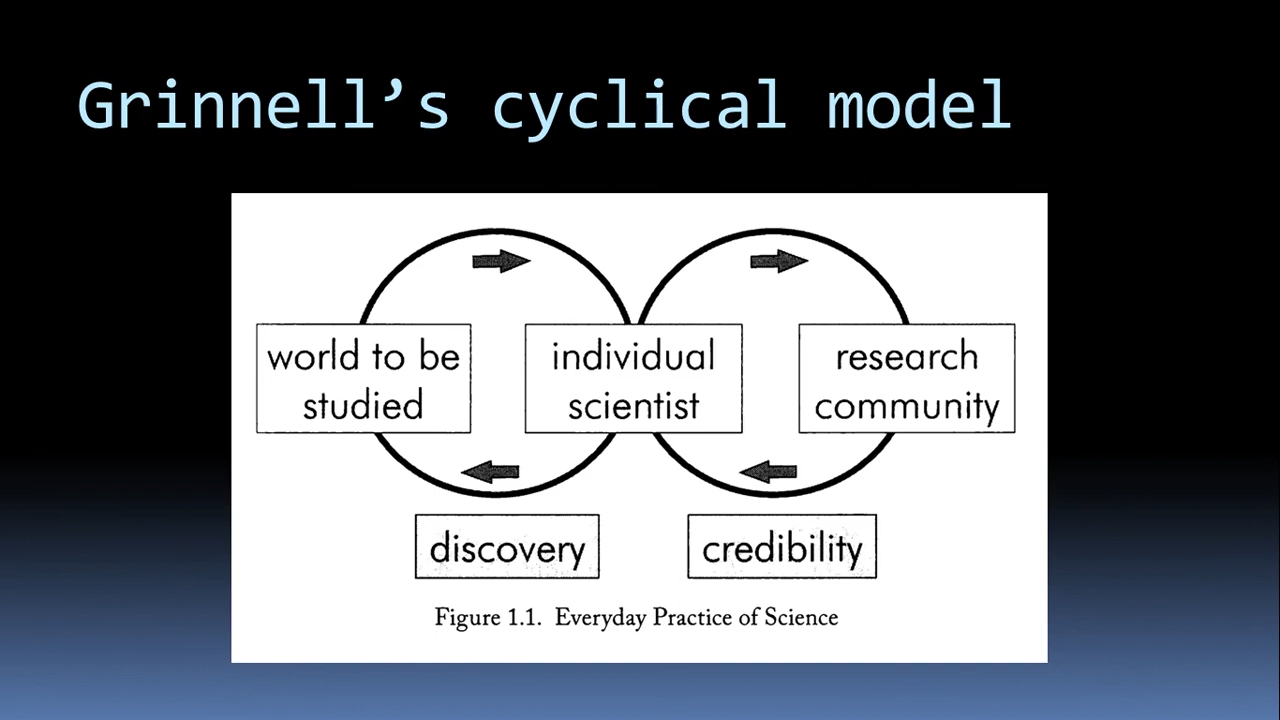 Grinnell’s cyclical model
world to be
studied
individual
scientist
research
community
discovery
credibility
Figure 1.1. Everyday Practice of Science